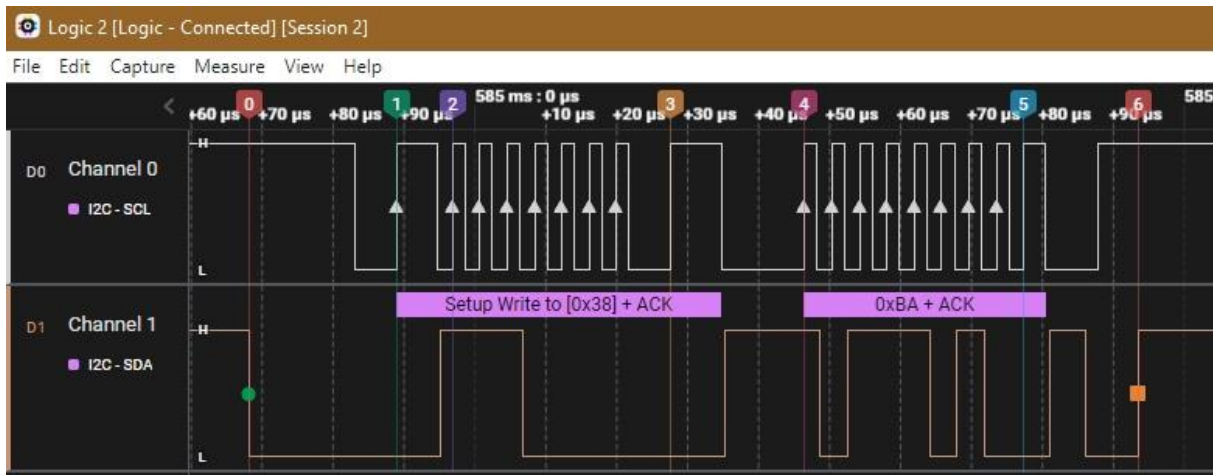 Logic 2 [Logic - Connected] [Session 2]
File Edit Capture Measure View Help
0 1 2 585 ms : 0 µs 3 4 5 6 585
+60 µs +70 µs +80 µs +90 µs +10 µs +20 µs +30 µs +40 µs +50 µs +60 µs +70 µs +80 µs +90 µs
H
D0 Channel 0
I2C - SCL
L
Setup Write to [0x38] + ACK 0xBA + ACK
D1 Channel 1 H
I2C - SDA
L